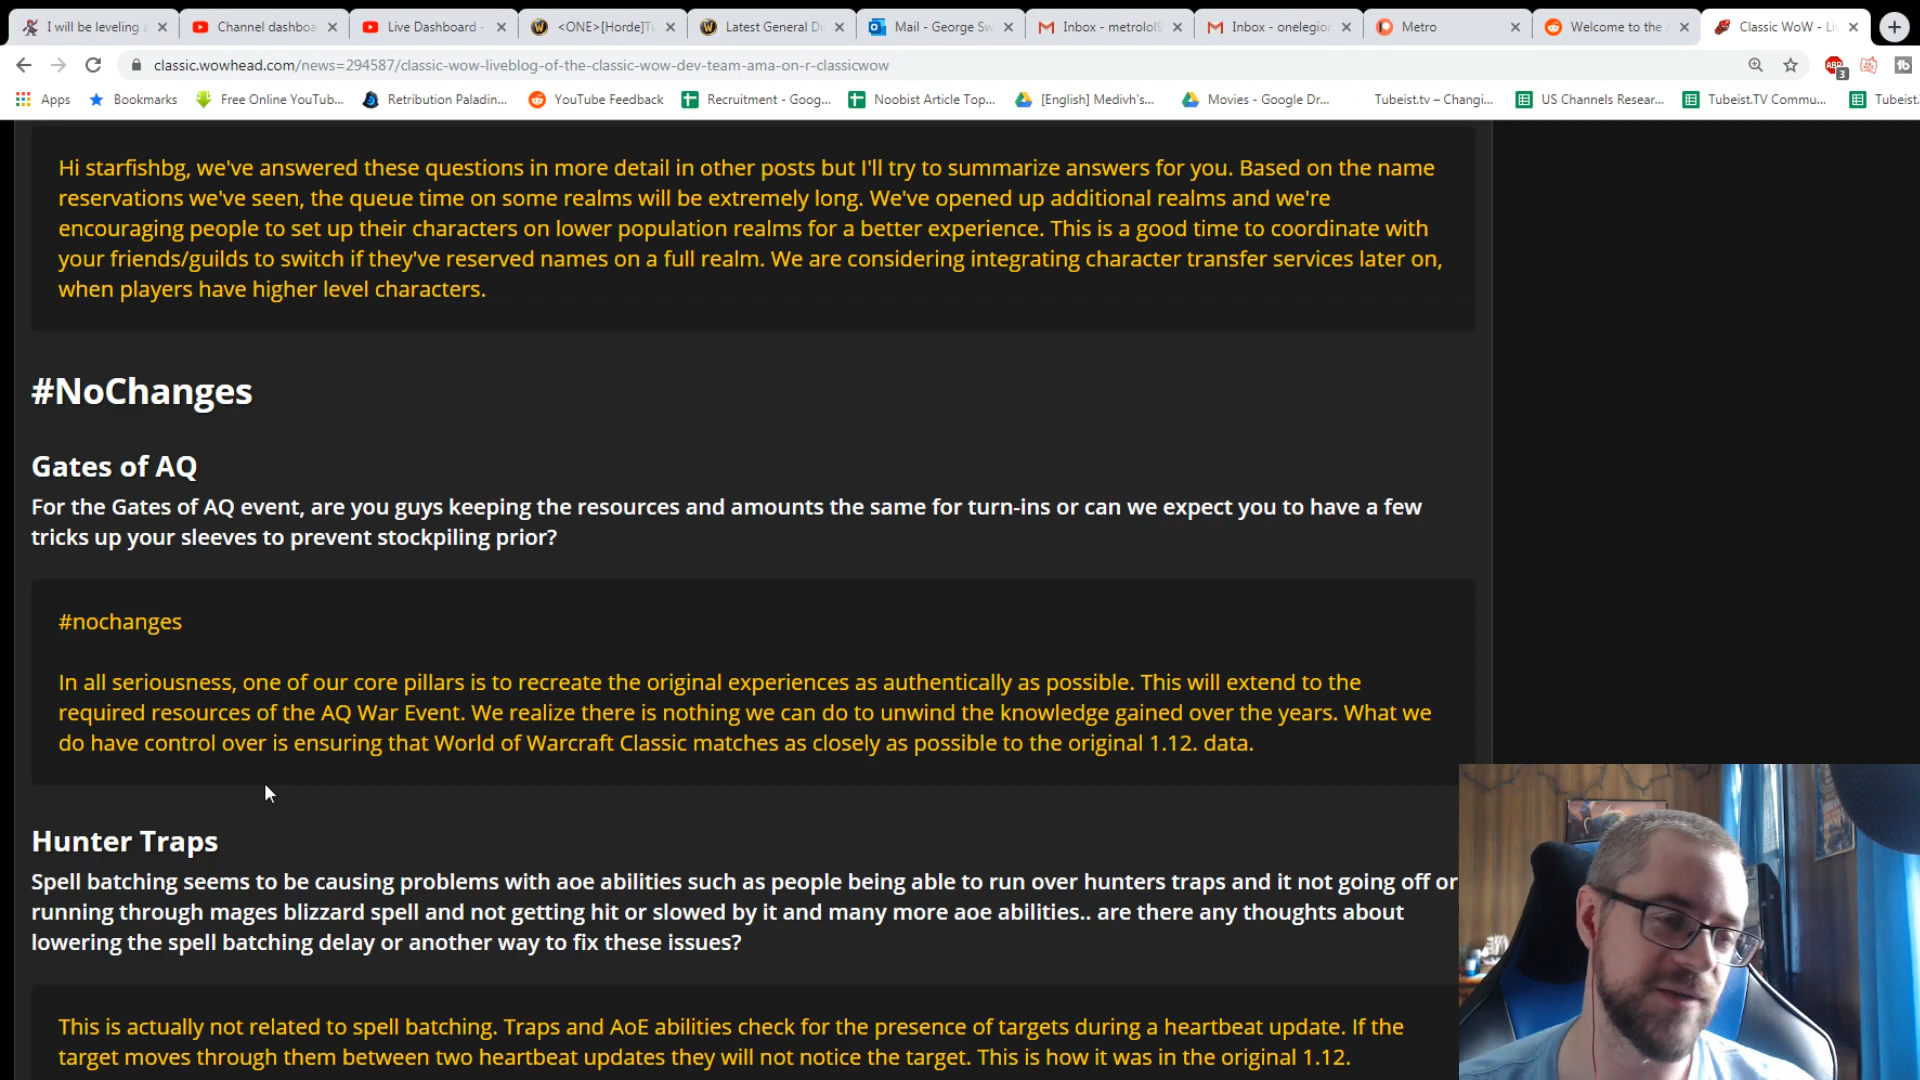 I will be leveling a
Channel dashboa
Live Dashboard -
<ONE>[Horde]Tu
Latest General Di
Mail - George Sw
Inbox - metrolol9
Inbox - onelegion
Metro
Welcome to the A
Classic WoW - Li
classic.wowhead.com/news=294587/classic-wow-liveblog-of-the-classic-wow-dev-team-ama-on-r-classicwow
ABP
3
tb
Apps
Bookmarks
Free Online YouTub...
Retribution Paladin...
YouTube Feedback
Recruitment - Goog...
Noobist Article Top...
[English] Medivh's...
Movies - Google Dr...
Tubeist.tv – Changi...
US Channels Resear...
Tubeist.TV Commu...
Tubeist.
Hi starfishbg, we've answered these questions in more detail in other posts but I'll try to summarize answers for you. Based on the name
reservations we've seen, the queue time on some realms will be extremely long. We've opened up additional realms and we're
encouraging people to set up their characters on lower population realms for a better experience. This is a good time to coordinate with
your friends/guilds to switch if they've reserved names on a full realm. We are considering integrating character transfer services later on,
when players have higher level characters.
#NoChanges
Gates of AQ
For the Gates of AQ event, are you guys keeping the resources and amounts the same for turn-ins or can we expect you to have a few
tricks up your sleeves to prevent stockpiling prior?
#nochanges
In all seriousness, one of our core pillars is to recreate the original experiences as authentically as possible. This will extend to the
required resources of the AQ War Event. We realize there is nothing we can do to unwind the knowledge gained over the years. What we
do have control over is ensuring that World of Warcraft Classic matches as closely as possible to the original 1.12. data.
Hunter Traps
Spell batching seems to be causing problems with aoe abilities such as people being able to run over hunters traps and it not going off or
running through mages blizzard spell and not getting hit or slowed by it and many more aoe abilities.. are there any thoughts about
lowering the spell batching delay or another way to fix these issues?
This is actually not related to spell batching. Traps and AoE abilities check for the presence of targets during a heartbeat update. If the
target moves through them between two heartbeat updates they will not notice the target. This is how it was in the original 1.12.